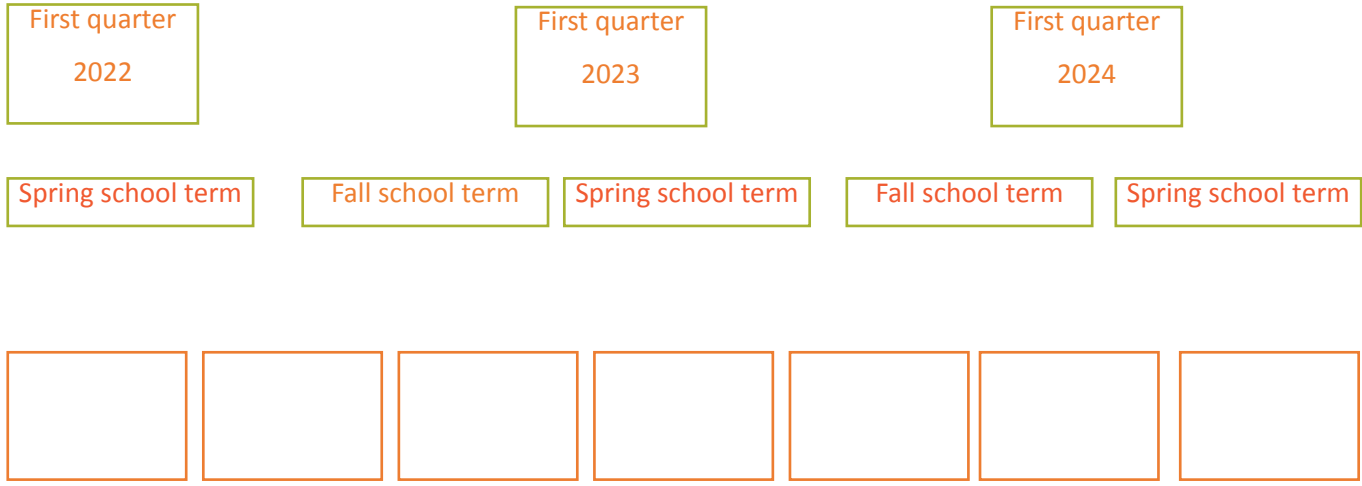 First quarter
2022
First quarter
2023
First quarter
2024
Spring school term
Fall school term
Spring school term
Fall school term
Spring school term